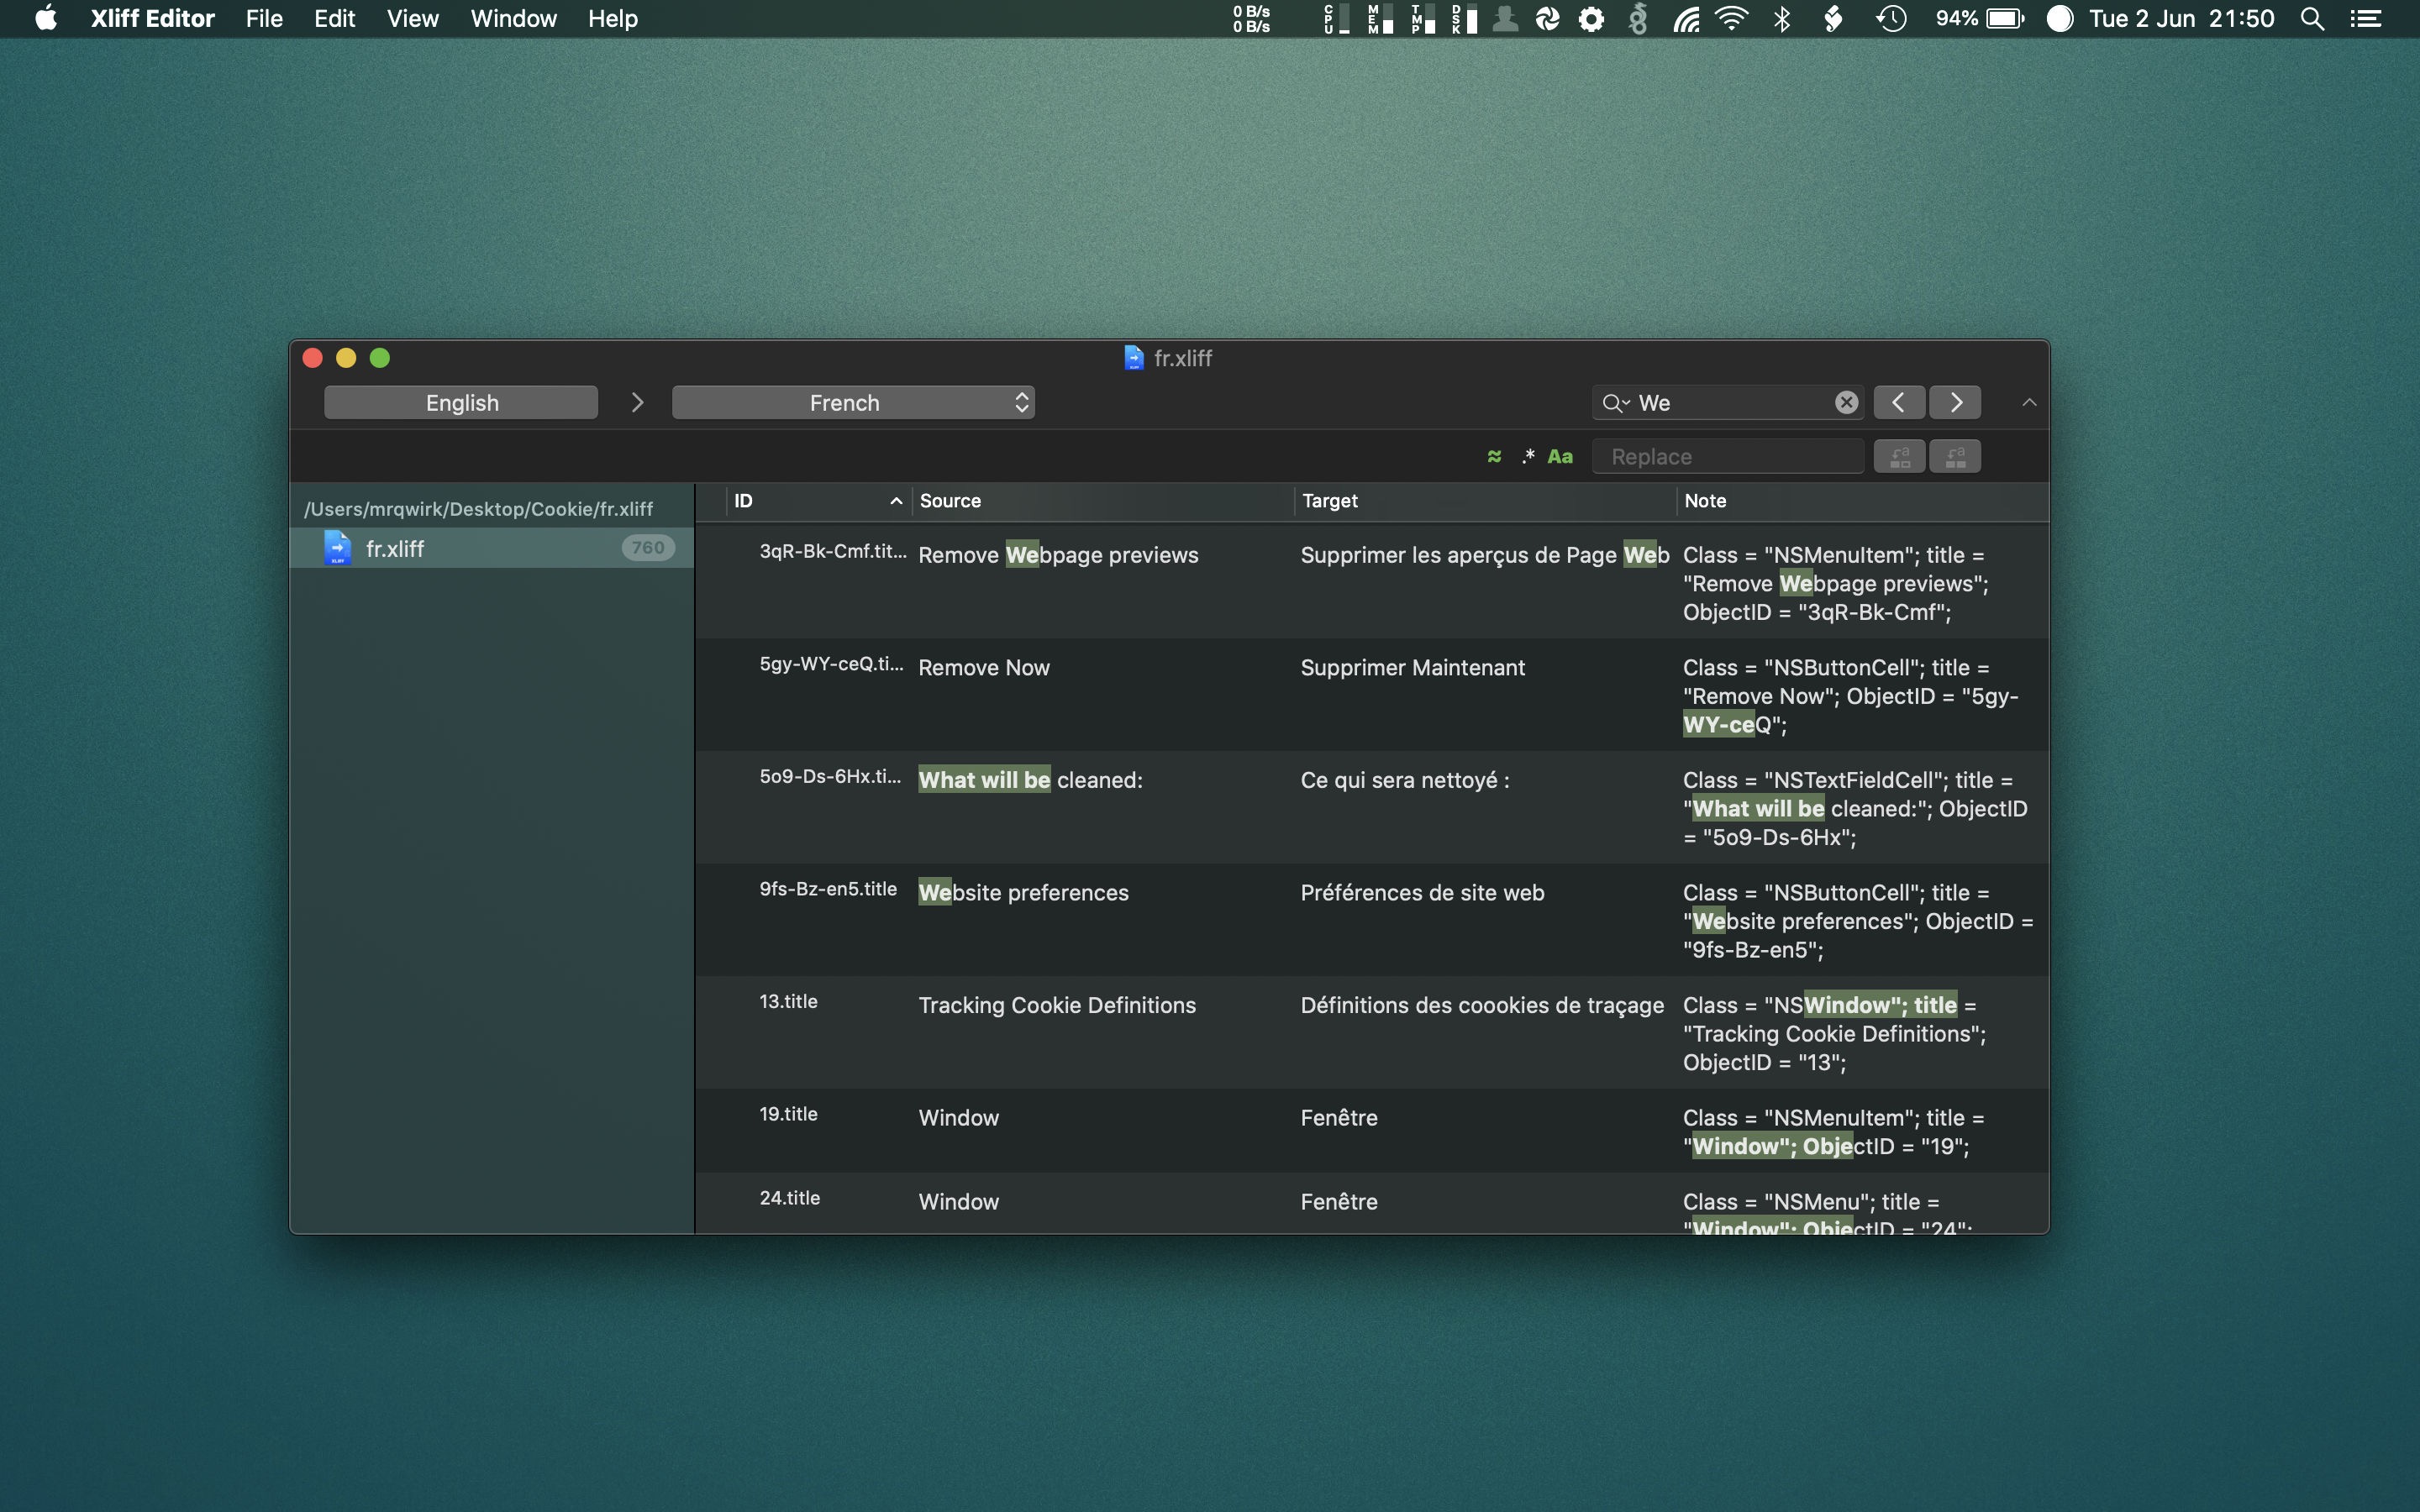 Xliff Editor File Edit View Window Help 0 B/s 0 B/s CPU MEM TMP DSK 94% Tue 2 Jun 21:50
fr.xliff
English French We
.* Aa Replace
/Users/mrqwirk/Desktop/Cookie/fr.xliff
fr.xliff 760
ID Source Target Note
3qR-Bk-Cmf.tit... Remove Webpage previews Supprimer les aperçus de Page Web Class = "NSMenuItem"; title =
"Remove Webpage previews";
ObjectID = "3qR-Bk-Cmf";
5gy-WY-ceQ.ti... Remove Now Supprimer Maintenant Class = "NSButtonCell"; title =
"Remove Now"; ObjectID = "5gy-
WY-ceQ";
5o9-Ds-6Hx.ti... What will be cleaned: Ce qui sera nettoyé : Class = "NSTextFieldCell"; title =
"What will be cleaned:"; ObjectID
= "5o9-Ds-6Hx";
9fs-Bz-en5.title Website preferences Préférences de site web Class = "NSButtonCell"; title =
"Website preferences"; ObjectID =
"9fs-Bz-en5";
13.title Tracking Cookie Definitions Définitions des coookies de traçage Class = "NSWindow"; title =
"Tracking Cookie Definitions";
ObjectID = "13";
19.title Window Fenêtre Class = "NSMenuItem"; title =
"Window"; ObjectID = "19";
24.title Window Fenêtre Class = "NSMenu"; title =
"Window"; ObjectID = "24";